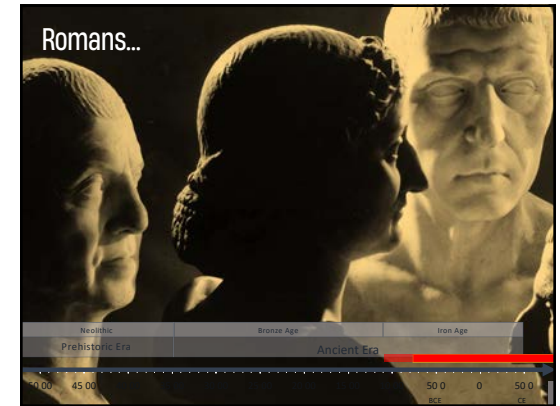 Romans...
Neolithic Bronze Age Iron Age
Prehistoric Era Ancient Era
50 00 45 00 50 0 0 50 0
BCE CE